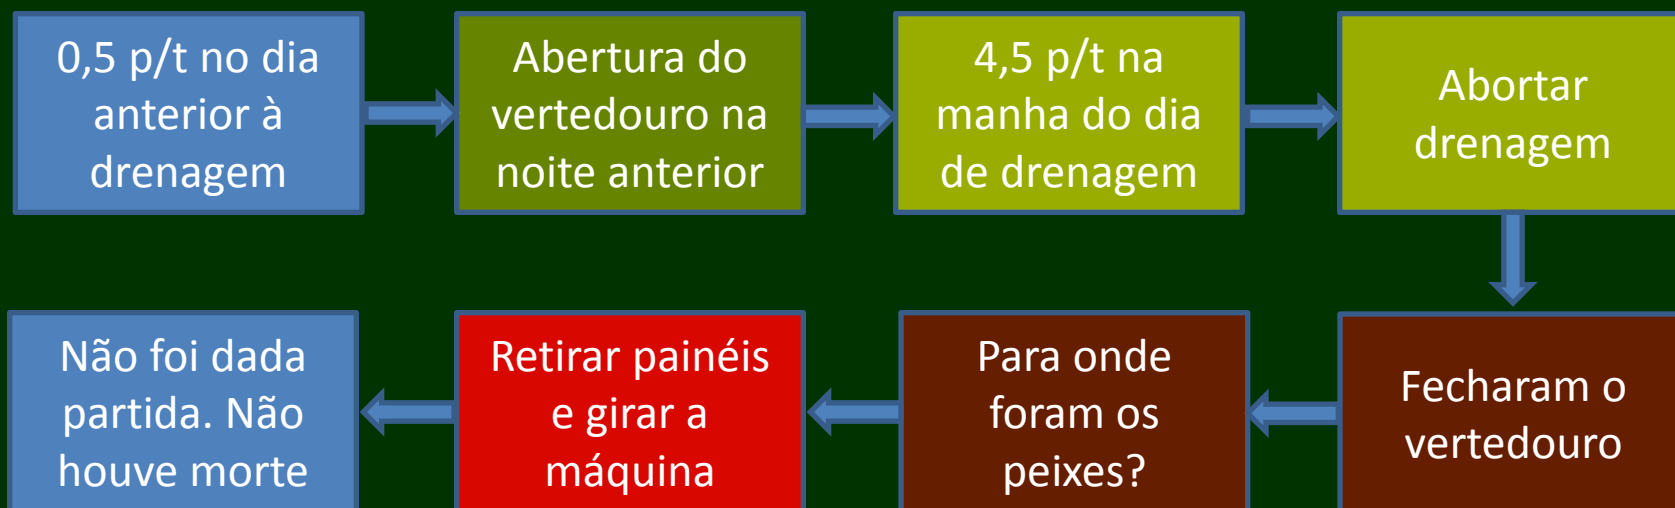 0,5 p/t no dia
anterior à
drenagem
Abertura do
vertedouro na
noite anterior
4,5 p/t na
manha do dia
de drenagem
Abortar
drenagem
Fecharam o
vertedouro
Para onde
foram os
peixes?
Retirar painéis
e girar a
máquina
Não foi dada
partida. Não
houve morte